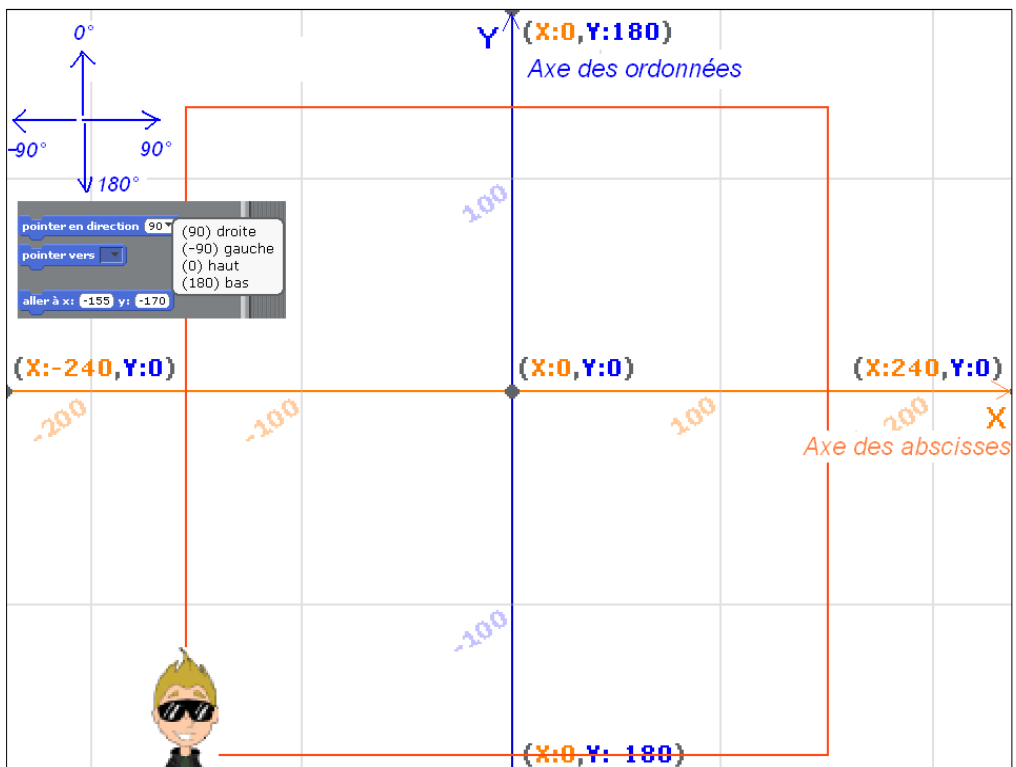 0°
-90°
90°
180°
Y
(X:0,Y:180)
Axe des ordonnées
100
pointer en direction 90
pointer vers
aller à x: -155 y: -170
(90) droite
(-90) gauche
(0) haut
(180) bas
(X:-240,Y:0)
(X:0,Y:0)
(X:240,Y:0)
-200
-100
100
200
X
Axe des abscisses
-100
(X:0,Y:-180)